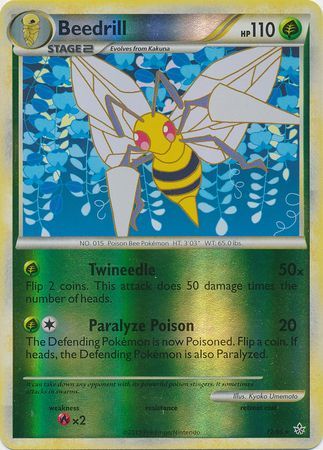 Beedrill
HP 110
STAGE 2
Evolves from Kakuna
NO. 015 Poison Bee Pokémon HT. 3'03" WT. 65.0 lbs.
Twineedle 50x
Flip 2 coins. This attack does 50 damage times the
number of heads.
Paralyze Poison 20
The Defending Pokémon is now Poisoned. Flip a coin. If
heads, the Defending Pokémon is also Paralyzed.
It can take down any opponent with its powerful poison stingers. It sometimes
attacks in swarms.
Illus. Kyoko Umemoto
weakness resistance retreat cost
×2
©2010 Pokémon/Nintendo